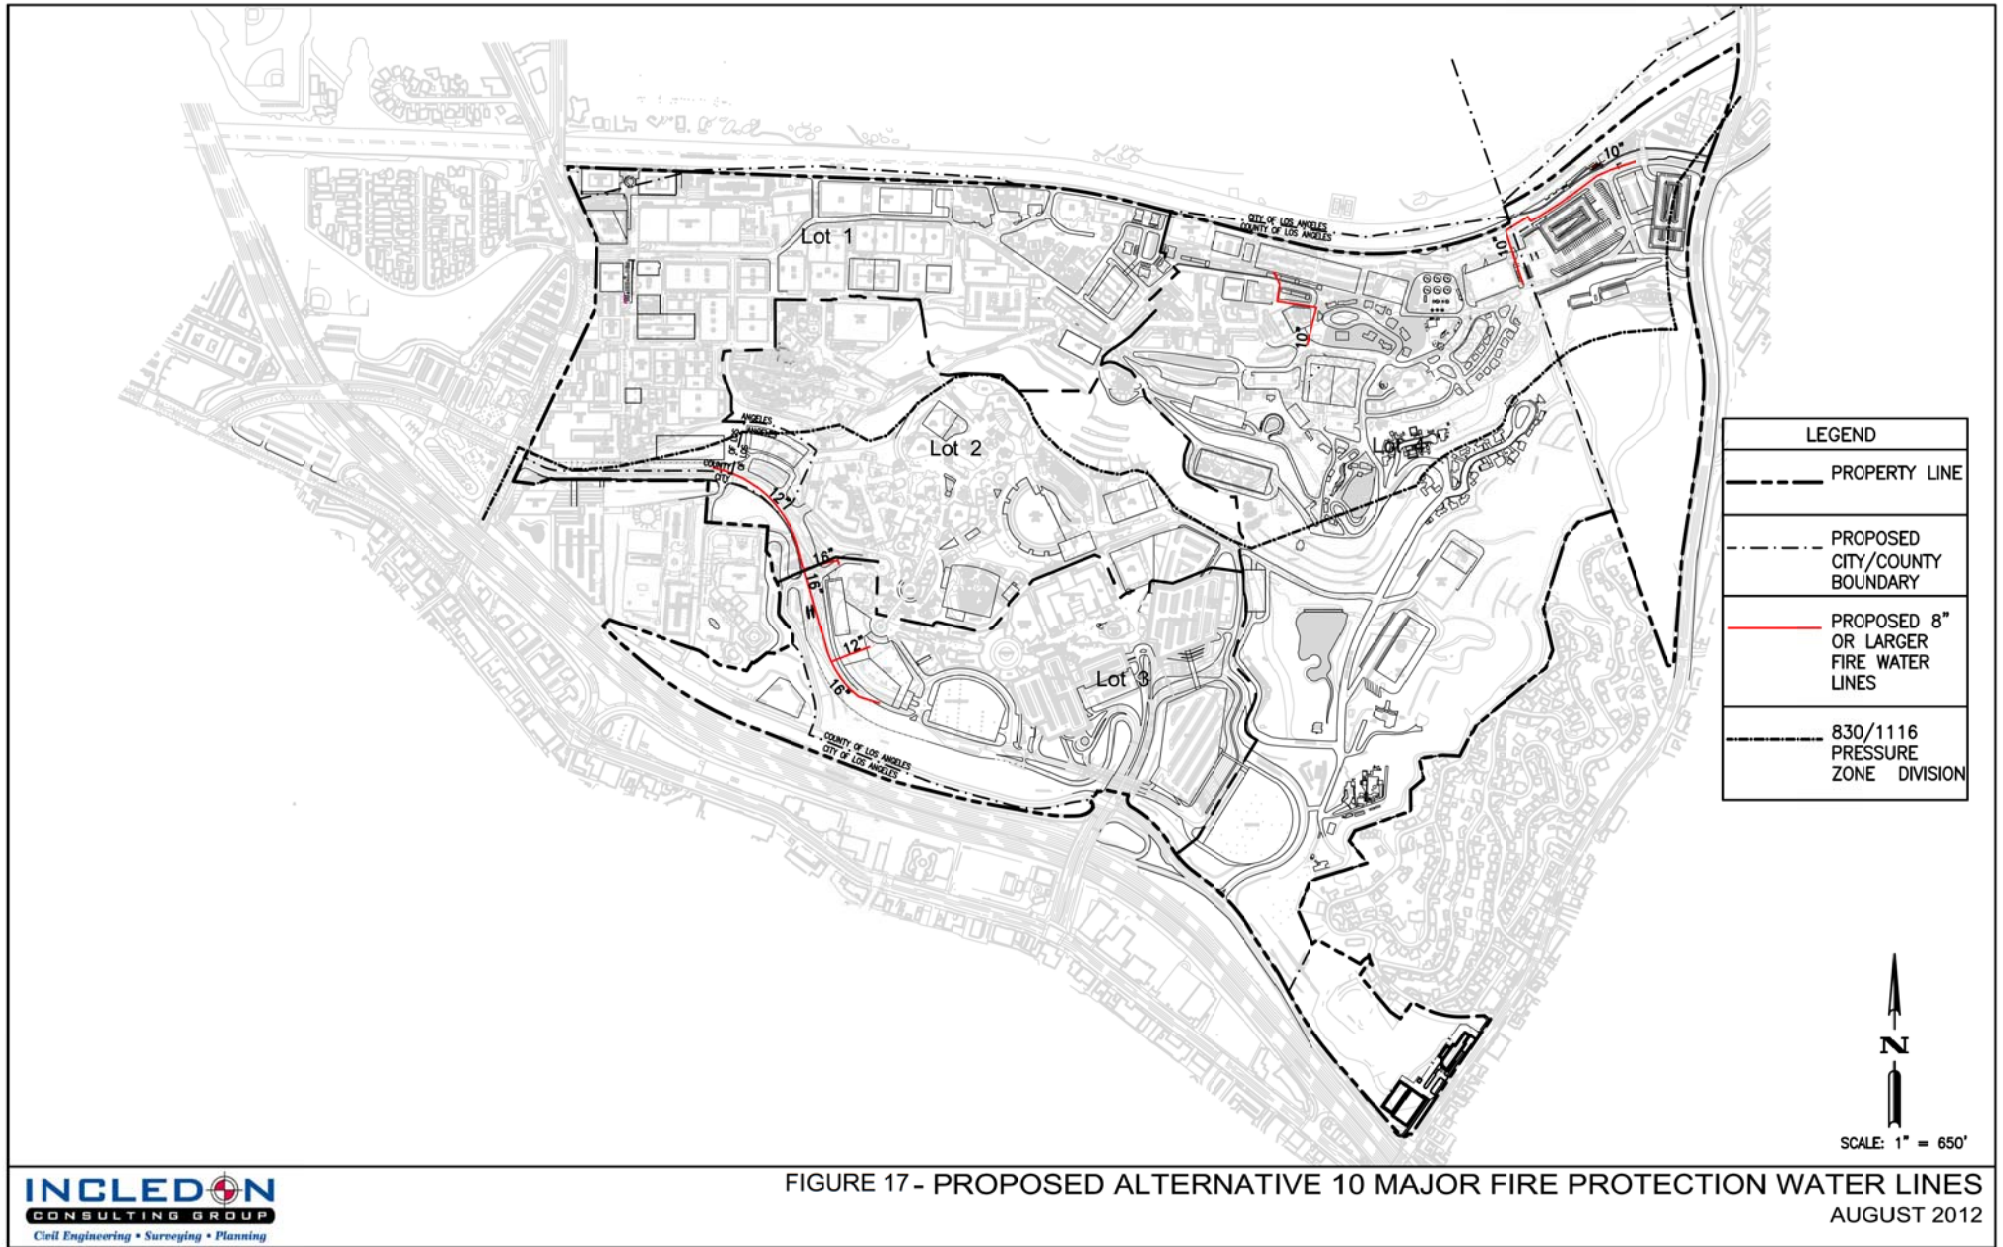 CITY OF LOS ANGELES
COUNTY OF LOS ANGELES
10"
10"
10"
Lot 1
Lot 2
Lot 4
Lot 3
ANGELES
COUNTY
CITY
12"
16"
16"
12"
16"
COUNTY OF LOS ANGELES
CITY OF LOS ANGELES
LEGEND
PROPERTY LINE
PROPOSED
CITY/COUNTY
BOUNDARY
PROPOSED 8"
OR LARGER
FIRE WATER
LINES
830/1116
PRESSURE
ZONE DIVISION
N
SCALE: 1" = 650'
INCLEDON
CONSULTING GROUP
Civil Engineering • Surveying • Planning
FIGURE 17 - PROPOSED ALTERNATIVE 10 MAJOR FIRE PROTECTION WATER LINES
AUGUST 2012